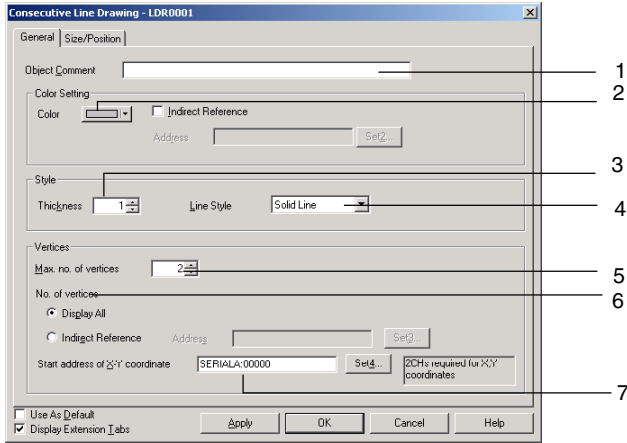 Consecutive Line Drawing - LDR0001
General Size/Position
Object Comment 1
Color Setting 2
Color Indirect Reference
Address Set2...
Style 3
Thickness 1 Line Style Solid Line 4
Vertices
Max. no. of vertices 2 5
No. of vertices 6
Display All
Indirect Reference Address Set3...
Start address of X-Y coordinate SERIALA:00000 Set4... 2CHs required for X,Y
coordinates
7
Use As Default
Display Extension Tabs Apply OK Cancel Help